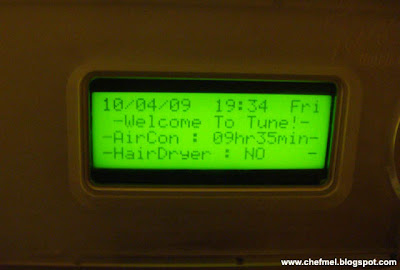 10/04/09 19:34 Fri
-Welcome To Tune!-
-AirCon : 09hr35min-
-HairDryer : NO -
www.chefmel.blogspot.com